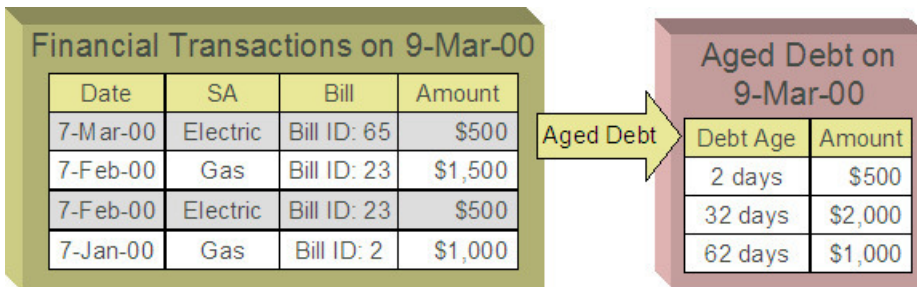 Financial Transactions on 9-Mar-00
Date SA Bill Amount
7-Mar-00 Electric Bill ID: 65 $500
7-Feb-00 Gas Bill ID: 23 $1,500
7-Feb-00 Electric Bill ID: 23 $500
7-Jan-00 Gas Bill ID: 2 $1,000
Aged Debt
Aged Debt on
9-Mar-00
Debt Age Amount
2 days $500
32 days $2,000
62 days $1,000